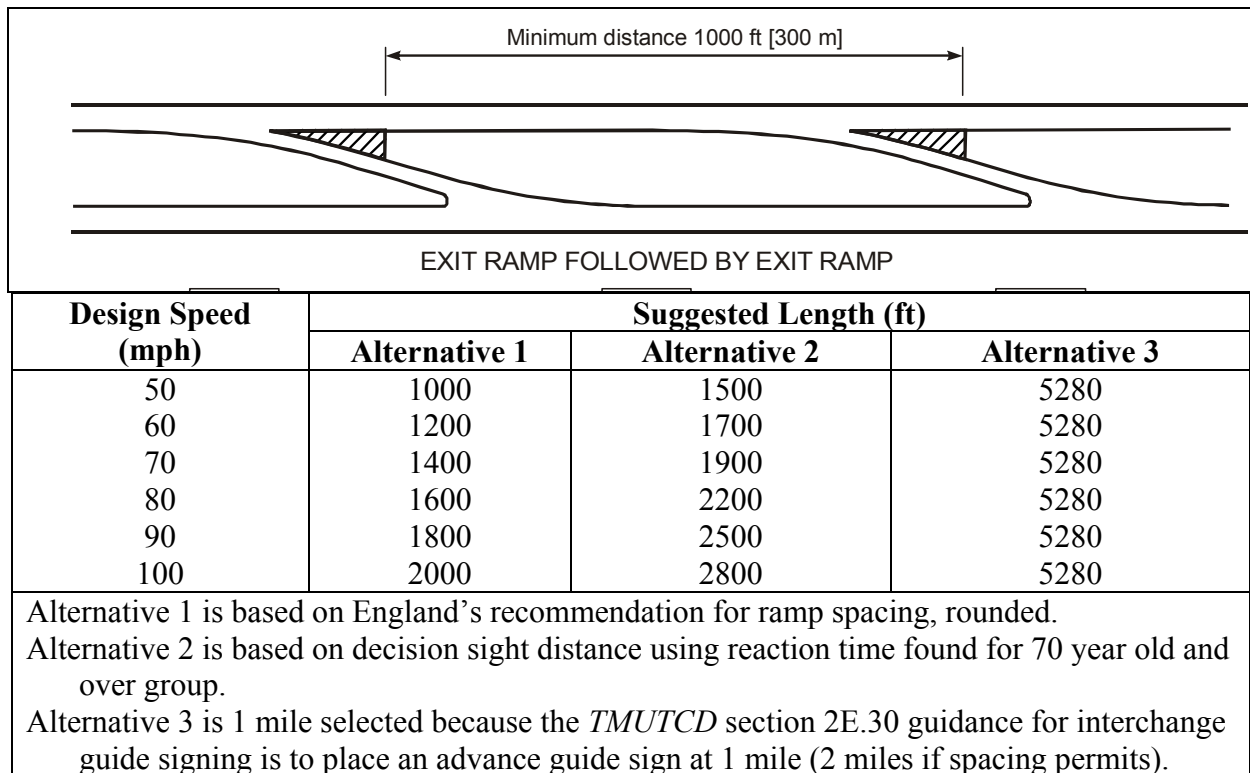 Minimum distance 1000 ft [300 m]
EXIT RAMP FOLLOWED BY EXIT RAMP
Design Speed (mph) Suggested Length (ft)
Alternative 1 Alternative 2 Alternative 3
50 1000 1500 5280
60 1200 1700 5280
70 1400 1900 5280
80 1600 2200 5280
90 1800 2500 5280
100 2000 2800 5280
Alternative 1 is based on England’s recommendation for ramp spacing, rounded.
Alternative 2 is based on decision sight distance using reaction time found for 70 year old and
over group.
Alternative 3 is 1 mile selected because the TMUTCD section 2E.30 guidance for interchange
guide signing is to place an advance guide sign at 1 mile (2 miles if spacing permits).